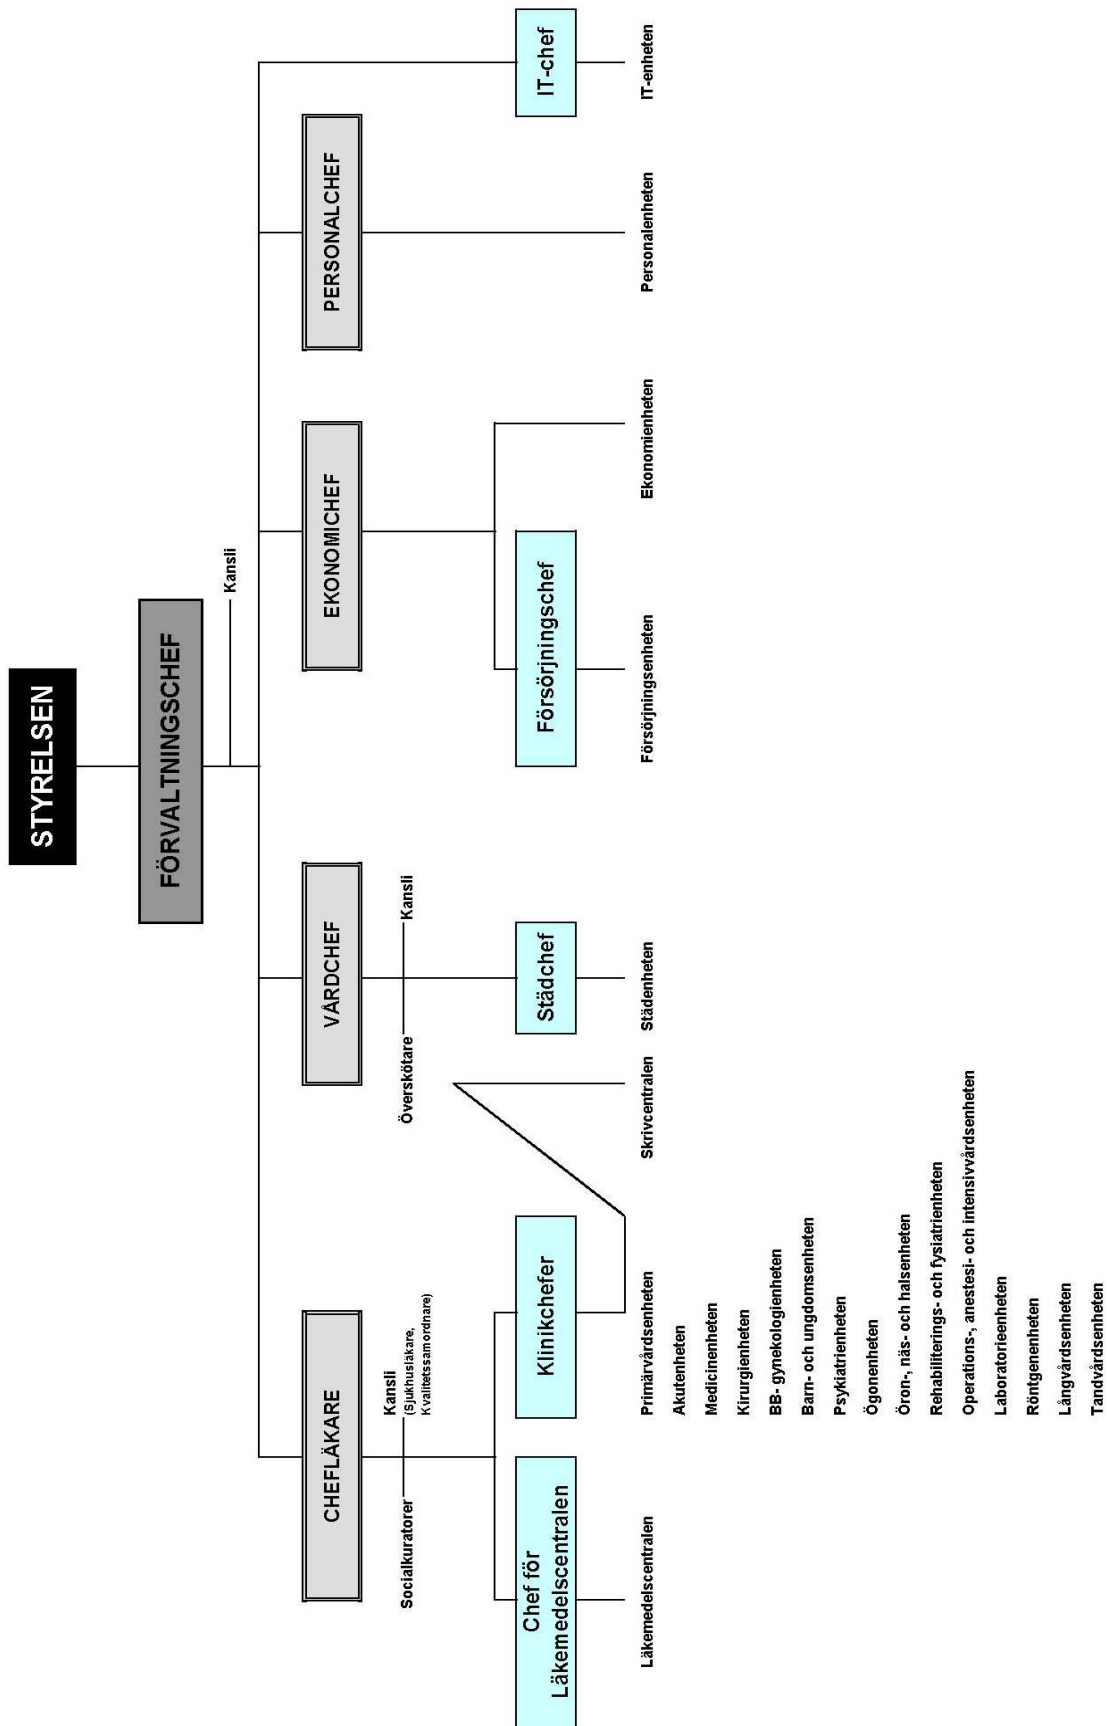 STYRELSEN
FÖRVALTNINGSCHEF
Kansli
CHEFLÄKARE
VÅRDCHEF
EKONOMICHEF
PERSONALCHEF
Socialkuratorer
Kansli
(Sjukhusläkare,
Kvalitetssamordnare)
Överskötare
Kansli
Chef för
Läkemedelscentralen
Klinikchefer
Städchef
Försörjningschef
IT-chef
Läkemedelscentralen
Primärvårdsenheten
Akutenheten
Medicinenheten
Kirurgienheten
BB- gynekologienheten
Barn- och ungdomsenheten
Psykiatrienheten
Ögonenheten
Öron-, näs- och halsenheten
Rehabiliterings- och fysiatrienheten
Operations-, anestesi- och intensivvårdsenheten
Laboratorieenheten
Röntgenenheten
Långvårdsenheten
Tandvårdsenheten
Skrivcentralen
Städenheten
Försörjningsenheten
Ekonomienheten
Personalenheten
IT-enheten